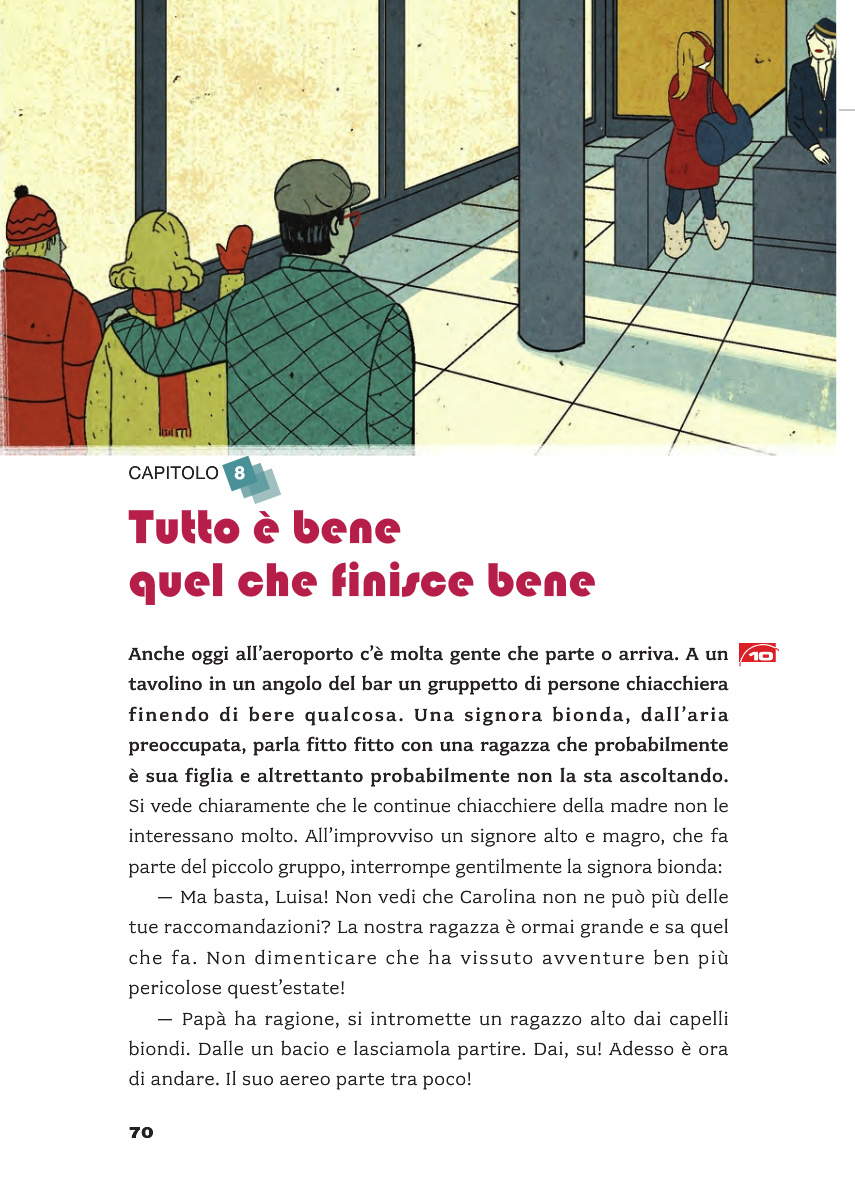 CAPITOLO 8
Tutto è bene
quel che finisce bene
Anche oggi all'aeroporto c'è molta gente che parte o arriva. A un
10
tavolino in un angolo del bar un gruppetto di persone chiacchiera
finendo di bere qualcosa. Una signora bionda, dall'aria
preoccupata, parla fitto fitto con una ragazza che probabilmente
è sua figlia e altrettanto probabilmente non la sta ascoltando.
Si vede chiaramente che le continue chiacchiere della madre non le
interessano molto. All'improvviso un signore alto e magro, che fa
parte del piccolo gruppo, interrompe gentilmente la signora bionda:
— Ma basta, Luisa! Non vedi che Carolina non ne può più delle
tue raccomandazioni? La nostra ragazza è ormai grande e sa quel
che fa. Non dimenticare che ha vissuto avventure ben più
pericolose quest'estate!
— Papà ha ragione, si intromette un ragazzo alto dai capelli
biondi. Dalle un bacio e lasciamola partire. Dai, su! Adesso è ora
di andare. Il suo aereo parte tra poco!
70